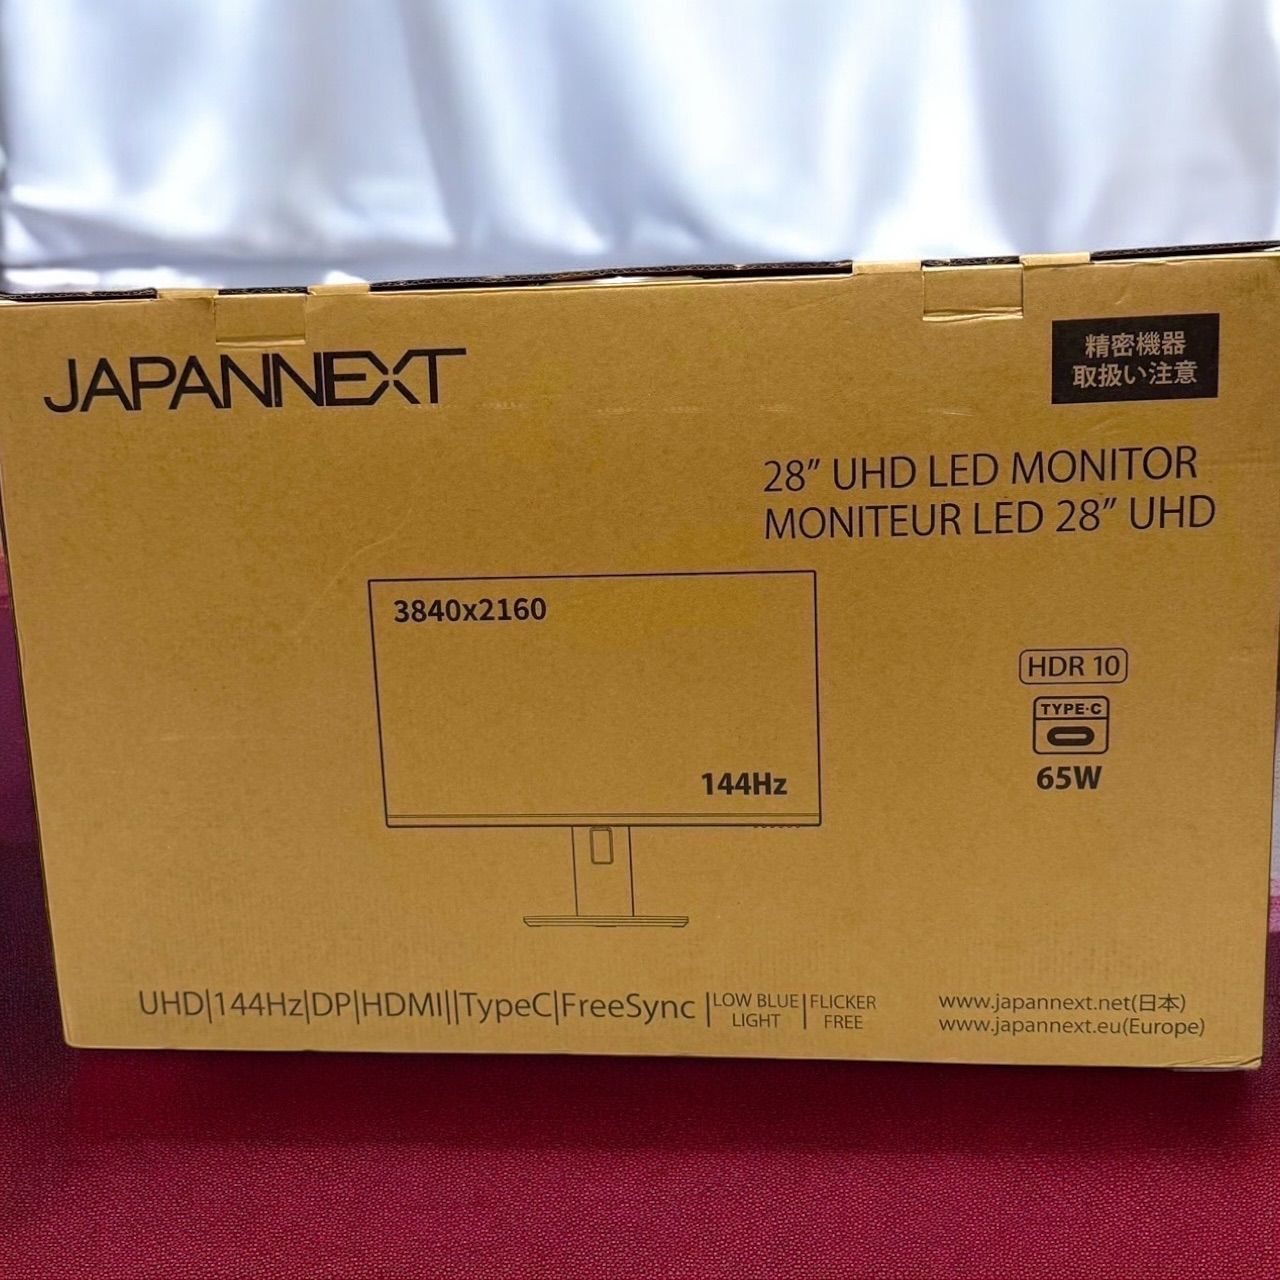 JAPANNEXT
精密機器
取扱い注意
28” UHD LED MONITOR
MONITEUR LED 28” UHD
3840x2160
144Hz
HDR 10
TYPE-C
65W
UHD|144Hz|DP|HDMI||TypeC|FreeSync |LOW BLUE LIGHT | FLICKER FREE
www.japannext.net(日本)
www.japannext.eu(Europe)